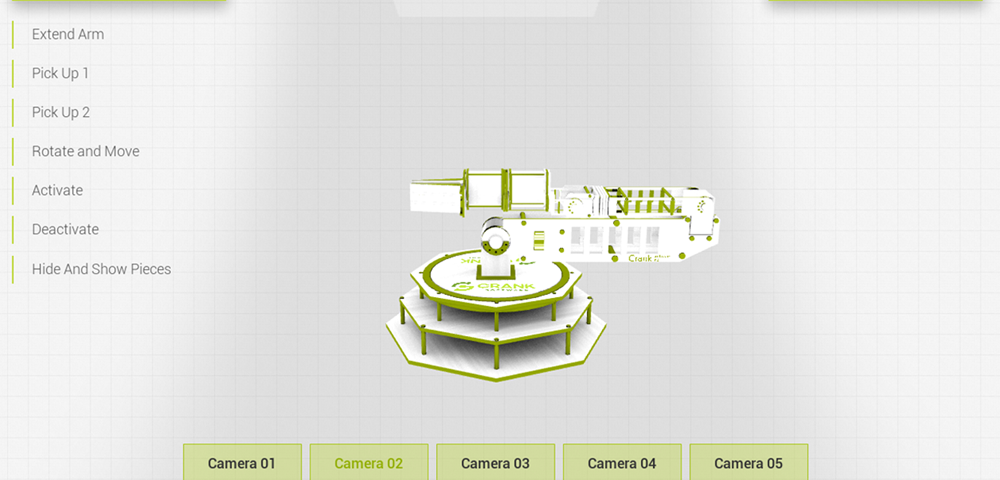 Extend Arm
Pick Up 1
Pick Up 2
Rotate and Move
Activate
Deactivate
Hide And Show Pieces
Crank
CRANK
Camera 01
Camera 02
Camera 03
Camera 04
Camera 05